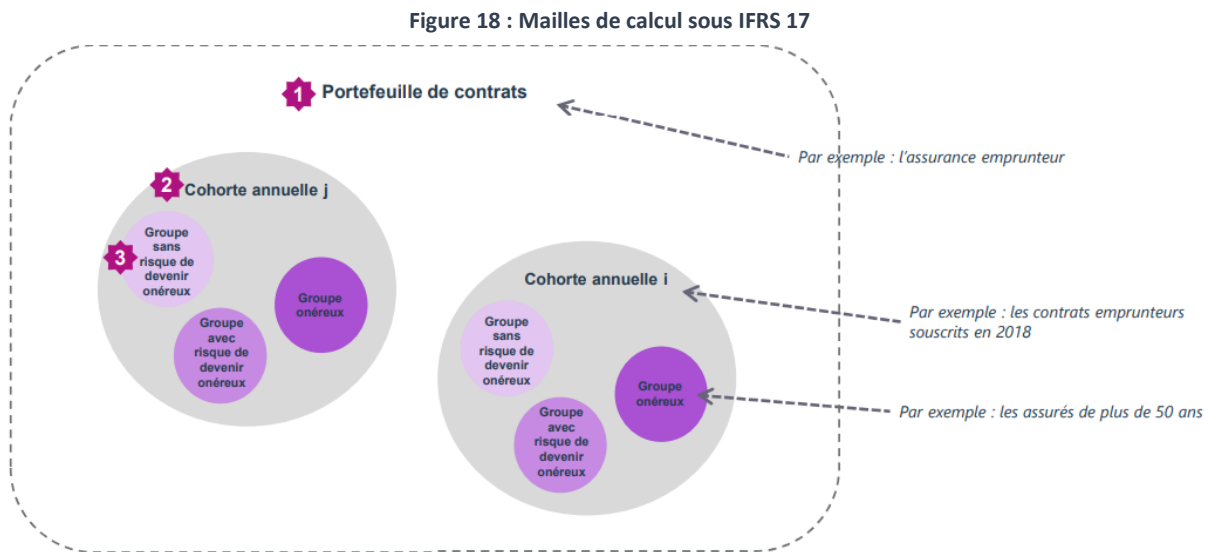 Figure 18 : Mailles de calcul sous IFRS 17
1
Portefeuille de contrats
Par exemple : l'assurance emprunteur
2
Cohorte annuelle j
3
Groupe
sans
risque de
devenir
onéreux
Groupe
onéreux
Groupe
avec
risque de
devenir
onéreux
Cohorte annuelle i
Par exemple : les contrats emprunteurs
souscrits en 2018
Groupe
sans
risque de
devenir
onéreux
Groupe
onéreux
Par exemple : les assurés de plus de 50 ans
Groupe
avec
risque de
devenir
onéreux